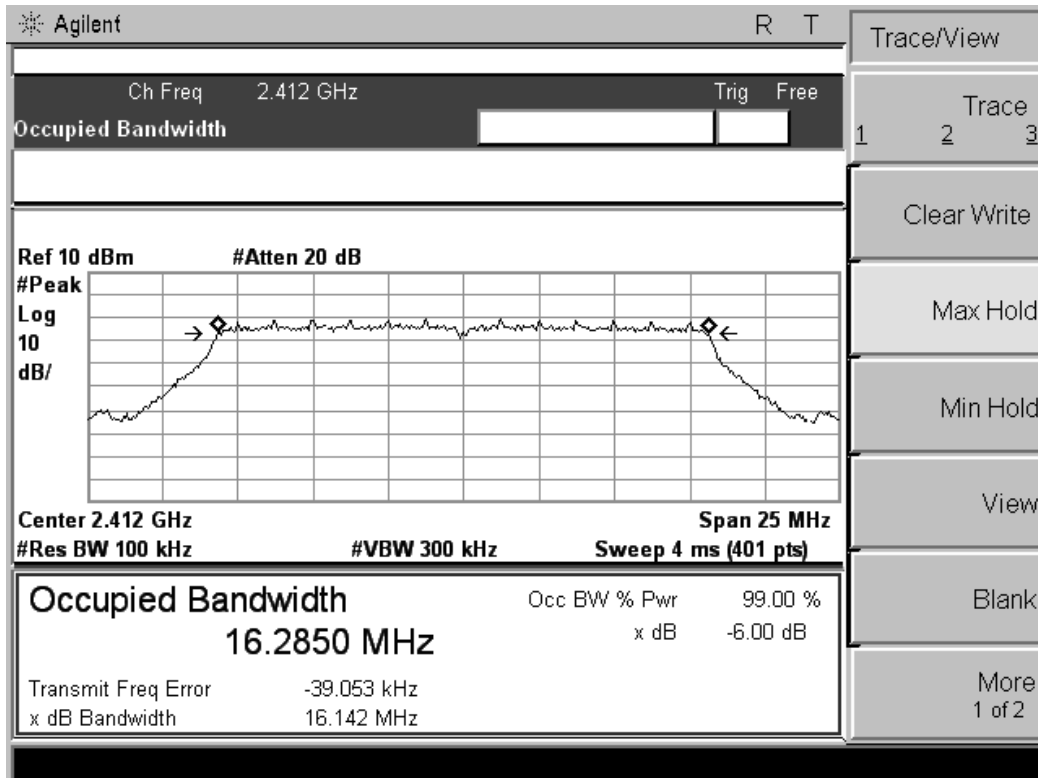 Agilent R T
Ch Freq 2.412 GHz Trig Free
Occupied Bandwidth
Ref 10 dBm #Atten 20 dB
#Peak
Log
10
dB/
Center 2.412 GHz Span 25 MHz
#Res BW 100 kHz #VBW 300 kHz Sweep 4 ms (401 pts)
Occupied Bandwidth Occ BW % Pwr 99.00 %
16.2850 MHz x dB -6.00 dB
Transmit Freq Error -39.053 kHz
x dB Bandwidth 16.142 MHz
Trace/View
Trace
1 2 3
Clear Write
Max Hold
Min Hold
View
Blank
More
1 of 2